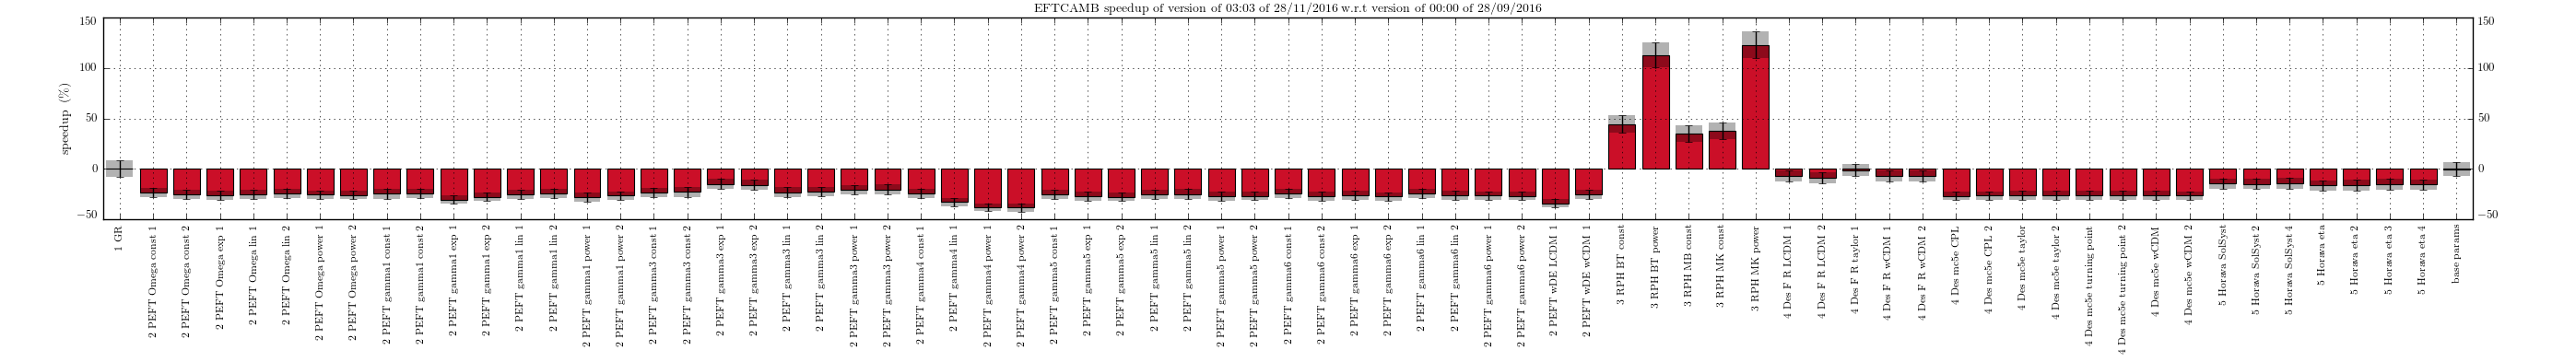 EFTCAMB speedup of version of 03:03 of 28/11/2016 w.r.t version of 00:00 of 28/09/2016
speedup (%)
150
100
50
0
−50
150
100
50
0
−50
1 GR
2 PEFT Omega const 1
2 PEFT Omega const 2
2 PEFT Omega exp 1
2 PEFT Omega lin 1
2 PEFT Omega lin 2
2 PEFT Omega power 1
2 PEFT Omega power 2
2 PEFT gamma1 const 1
2 PEFT gamma1 const 2
2 PEFT gamma1 exp 1
2 PEFT gamma1 exp 2
2 PEFT gamma1 lin 1
2 PEFT gamma1 lin 2
2 PEFT gamma1 power 1
2 PEFT gamma1 power 2
2 PEFT gamma3 const 1
2 PEFT gamma3 const 2
2 PEFT gamma3 exp 1
2 PEFT gamma3 exp 2
2 PEFT gamma3 lin 1
2 PEFT gamma3 lin 2
2 PEFT gamma3 power 1
2 PEFT gamma3 power 2
2 PEFT gamma4 const 1
2 PEFT gamma4 lin 1
2 PEFT gamma4 power 1
2 PEFT gamma4 power 2
2 PEFT gamma5 const 1
2 PEFT gamma5 exp 1
2 PEFT gamma5 exp 2
2 PEFT gamma5 lin 1
2 PEFT gamma5 lin 2
2 PEFT gamma5 power 1
2 PEFT gamma5 power 2
2 PEFT gamma6 const 1
2 PEFT gamma6 const 2
2 PEFT gamma6 exp 1
2 PEFT gamma6 exp 2
2 PEFT gamma6 lin 1
2 PEFT gamma6 lin 2
2 PEFT gamma6 power 1
2 PEFT gamma6 power 2
2 PEFT wDE LCDM 1
2 PEFT wDE wCDM 1
3 RPH BT const
3 RPH BT power
3 RPH MB const
3 RPH MK const
3 RPH MK power
4 Des F R LCDM 1
4 Des F R LCDM 2
4 Des F R taylor 1
4 Des F R wCDM 1
4 Des F R wCDM 2
4 Des mc5e CPL
4 Des mc5e CPL 2
4 Des mc5e taylor
4 Des mc5e taylor 2
4 Des mc5e turning point
4 Des mc5e turning point 2
4 Des mc5e wCDM
4 Des mc5e wCDM 2
5 Horava SolSyst
5 Horava SolSyst 2
5 Horava SolSyst 4
5 Horava eta
5 Horava eta 2
5 Horava eta 3
5 Horava eta 4
base params